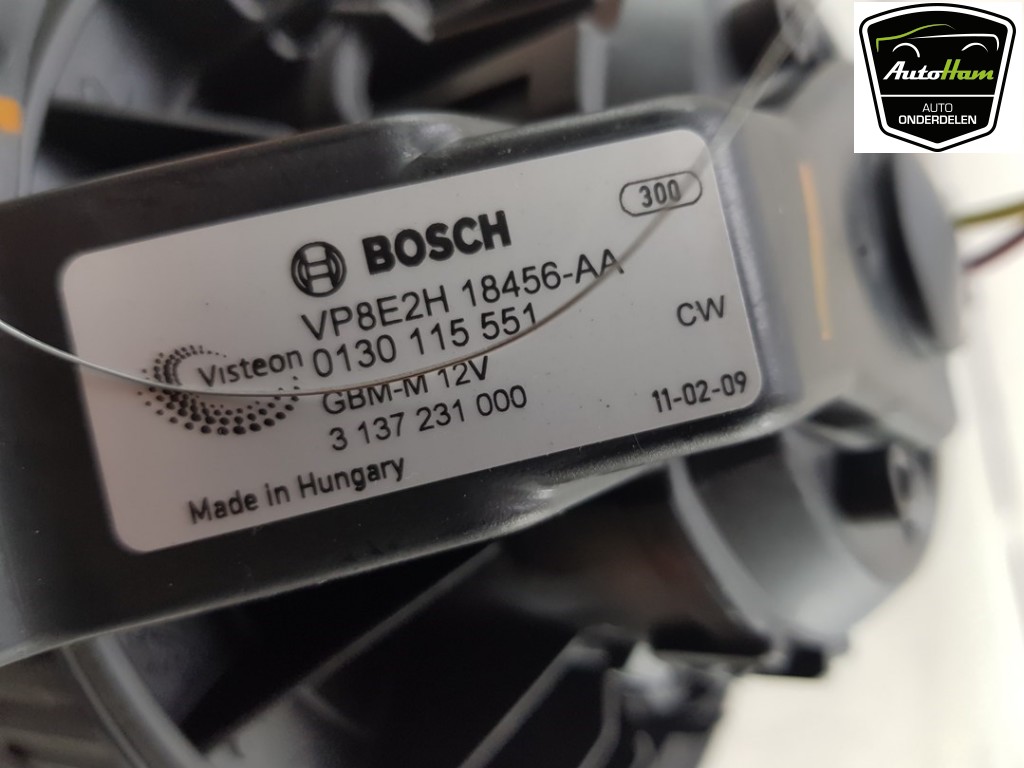 AutoHam
AUTO
ONDERDELEN
300
BOSCH
VP8E2H 18456-AA
Visteon
0130 115 551
CW
GBM-M 12V
3 137 231 000
11-02-09
Made in Hungary